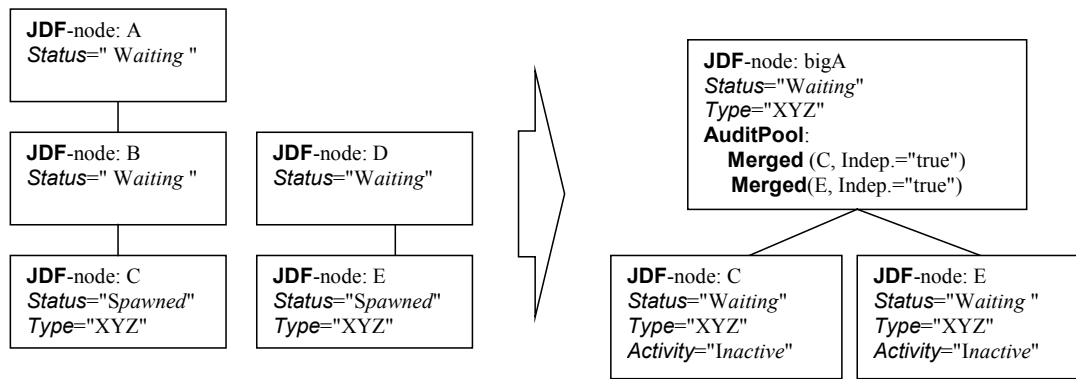 JDF-node: A
Status=" Waiting "
JDF-node: B
Status=" Waiting "
JDF-node: D
Status="Waiting"
JDF-node: C
Status="Spawned"
Type="XYZ"
JDF-node: E
Status="Spawned"
Type="XYZ"
JDF-node: bigA
Status="Waiting"
Type="XYZ"
AuditPool:
Merged (C, Indep.="true")
Merged(E, Indep.="true")
JDF-node: C
Status="Waiting"
Type="XYZ"
Activity="Inactive"
JDF-node: E
Status="Waiting "
Type="XYZ"
Activity="Inactive"